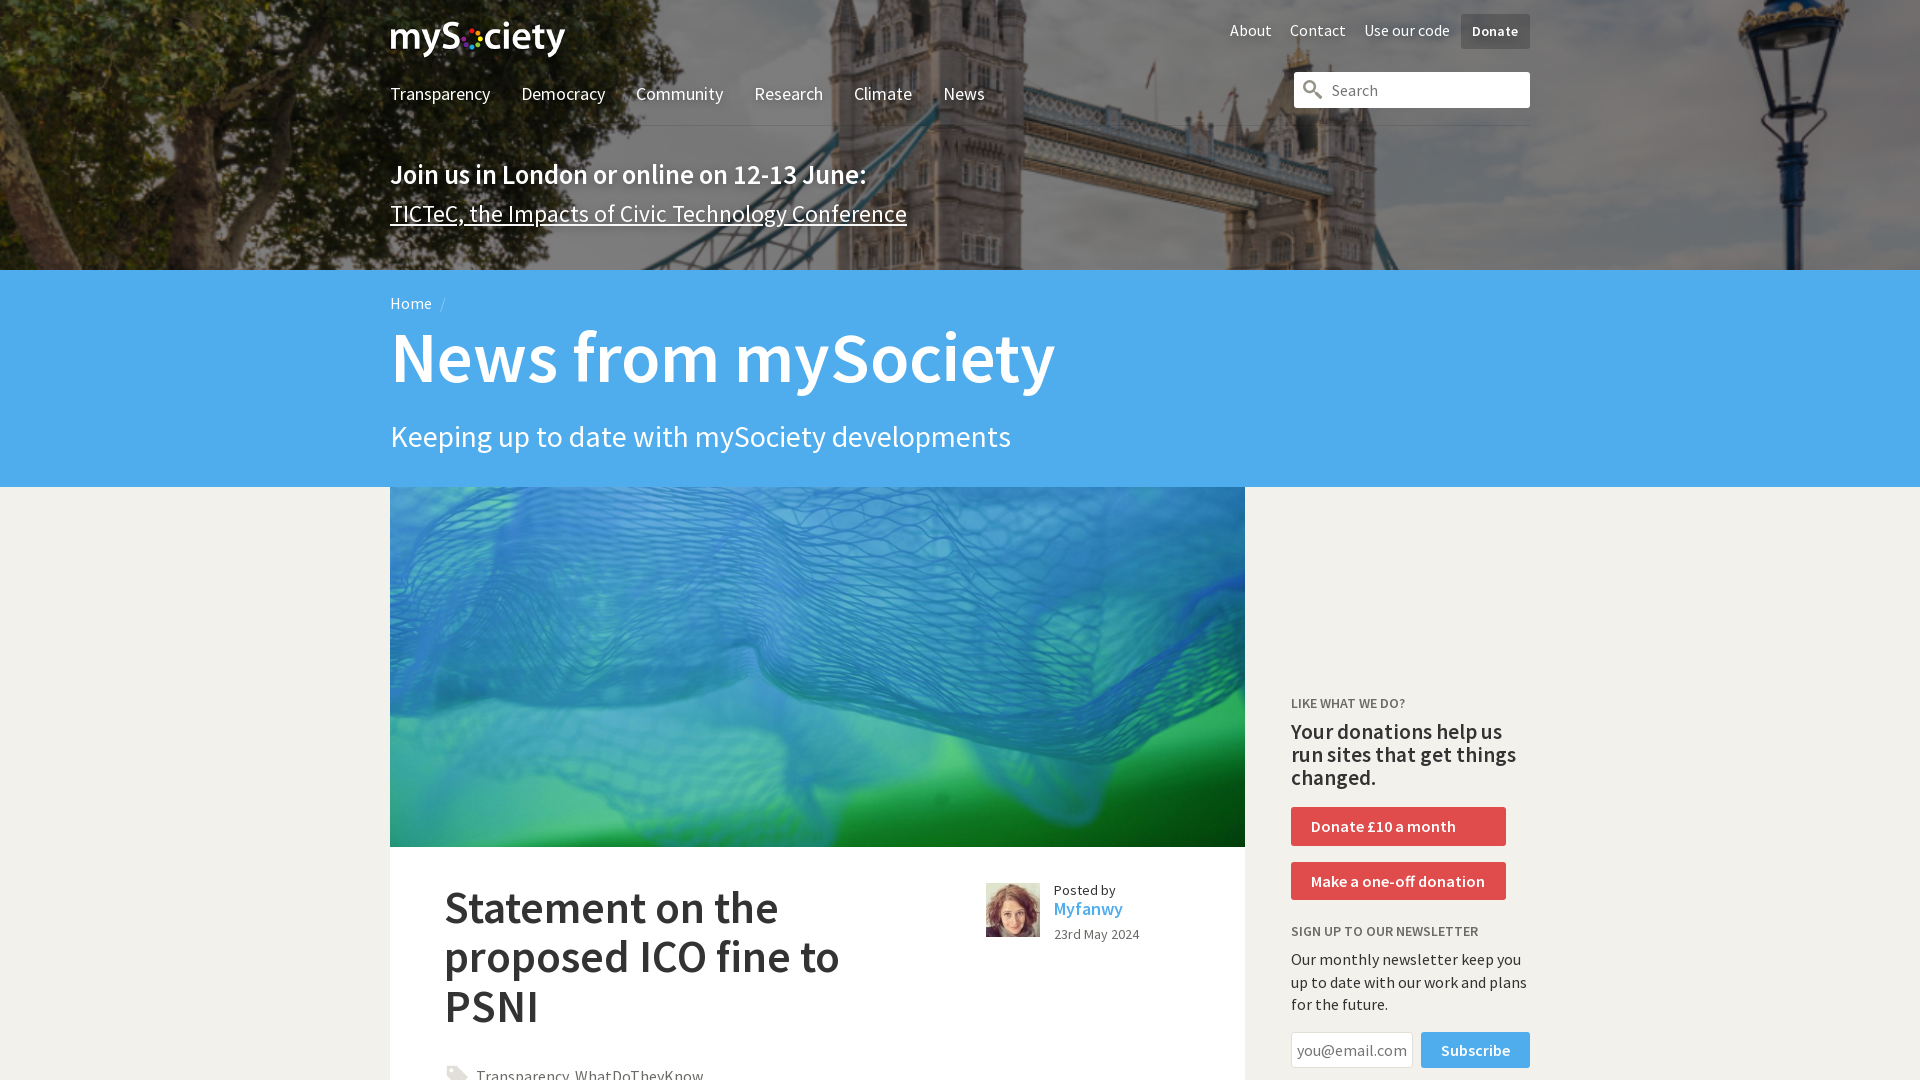 mySociety
About
Contact
Use our code
Donate
Transparency
Democracy
Community
Research
Climate
News
Search
Join us in London or online on 12-13 June:
TICTeC, the Impacts of Civic Technology Conference
Home /
News from mySociety
Keeping up to date with mySociety developments
Statement on the
proposed ICO fine to
PSNI
Posted by
Myfanwy
23rd May 2024
Transparency, WhatDoTheyKnow
LIKE WHAT WE DO?
Your donations help us
run sites that get things
changed.
Donate £10 a month
Make a one-off donation
SIGN UP TO OUR NEWSLETTER
Our monthly newsletter keep you
up to date with our work and plans
for the future.
you@email.com
Subscribe